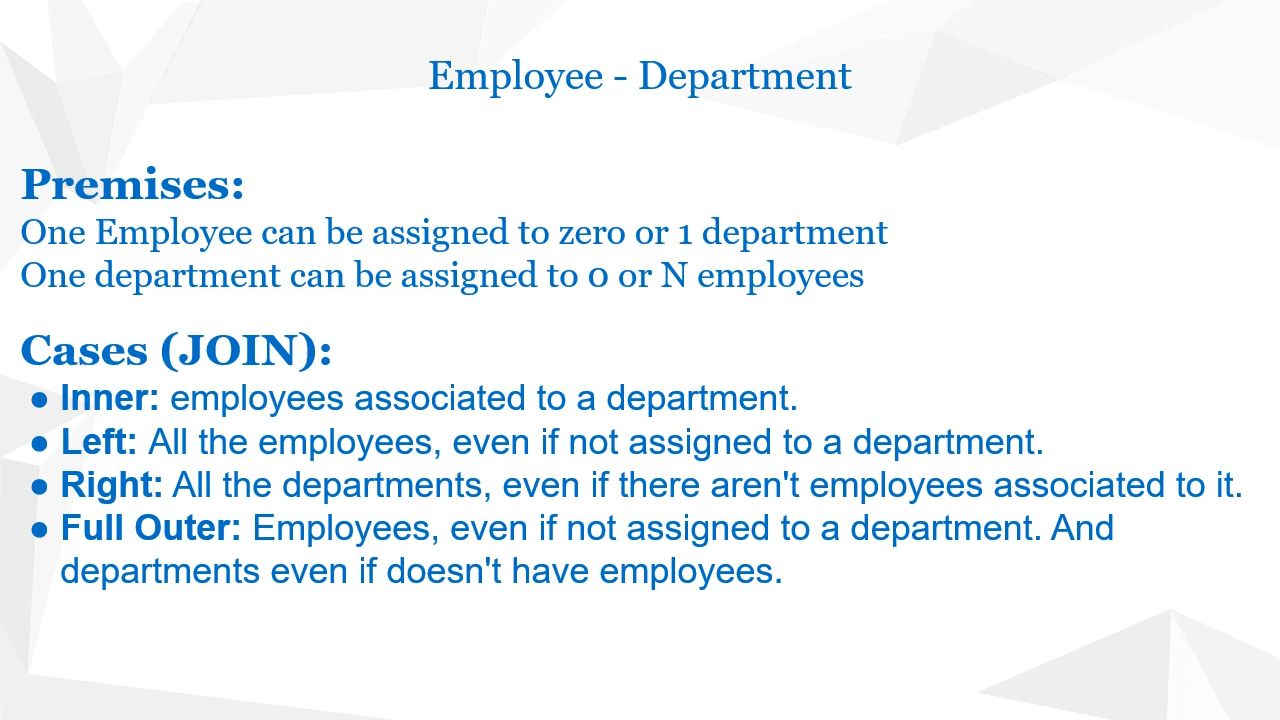 Employee - Department
Premises:
One Employee can be assigned to zero or 1 department
One department can be assigned to 0 or N employees
Cases (JOIN):
● Inner: employees associated to a department.
● Left: All the employees, even if not assigned to a department.
● Right: All the departments, even if there aren't employees associated to it.
● Full Outer: Employees, even if not assigned to a department. And
departments even if doesn't have employees.